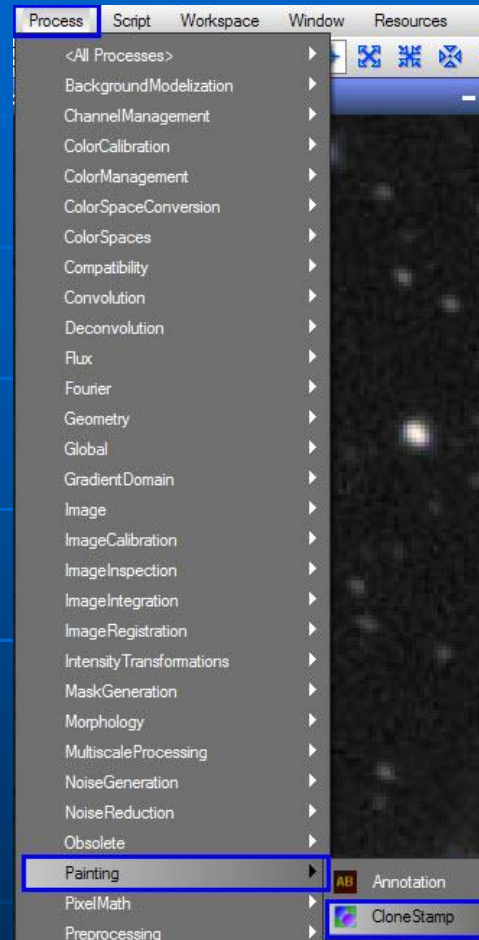 Process Script Workspace Window Resources
<All Processes>
BackgroundModelization
ChannelManagement
ColorCalibration
ColorManagement
ColorSpaceConversion
ColorSpaces
Compatibility
Convolution
Deconvolution
Flux
Fourier
Geometry
Global
GradientDomain
Image
ImageCalibration
ImageInspection
ImageIntegration
ImageRegistration
IntensityTransformations
MaskGeneration
Morphology
MultiscaleProcessing
NoiseGeneration
NoiseReduction
Obsolete
Painting
AB Annotation
PixelMath
CloneStamp
Preprocessing